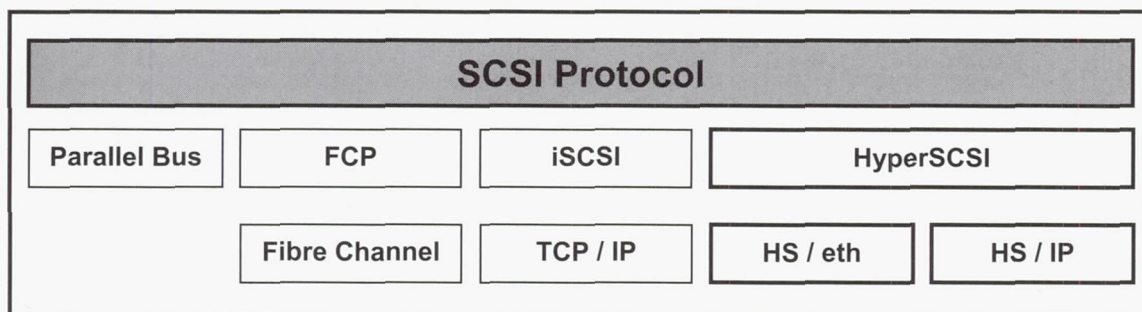 SCSI Protocol
Parallel Bus FCP iSCSI HyperSCSI
Fibre Channel TCP / IP HS / eth HS / IP